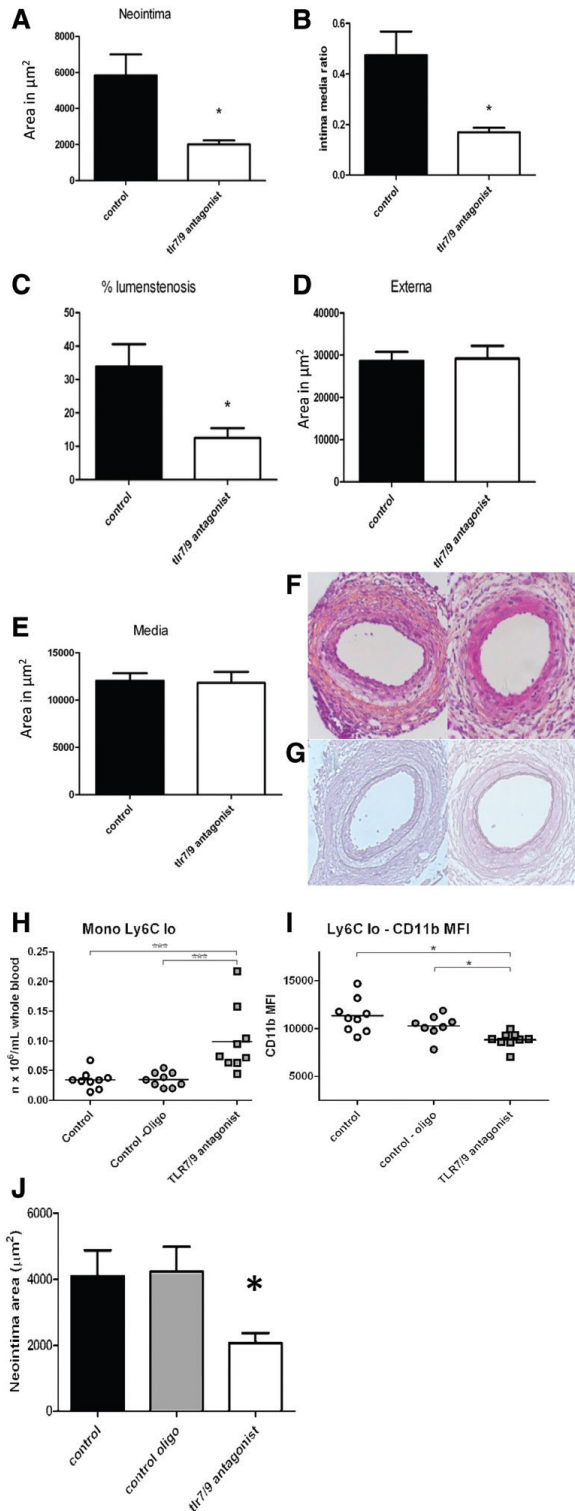 A
Neointima
Area in μm²
8000
6000
4000
2000
0
*
control
tlr7/9 antagonist
B
intima media ratio
0.6
0.4
0.2
0.0
*
control
tlr7/9 antagonist
C
% lumenstenosis
40
30
20
10
0
*
control
tlr7/9 antagonist
D
Externa
Area in μm²
40000
30000
20000
10000
0
control
tlr7/9 antagonist
E
Media
Area in μm²
15000
10000
5000
0
control
tlr7/9 antagonist
F
G
H
Mono Ly6C lo
n x 10⁶/mL whole blood
0.25
0.20
0.15
0.10
0.05
0.00
***
***
Control
Control -Oligo
TLR7/9 antagonist
I
Ly6C lo - CD11b MFI
CD11b MFI
15000
10000
5000
*
*
control
control - oligo
TLR7/9 antagonist
J
Neointima area (μm²)
6000
4000
2000
0
*
control
control oligo
tlr7/9 antagonist